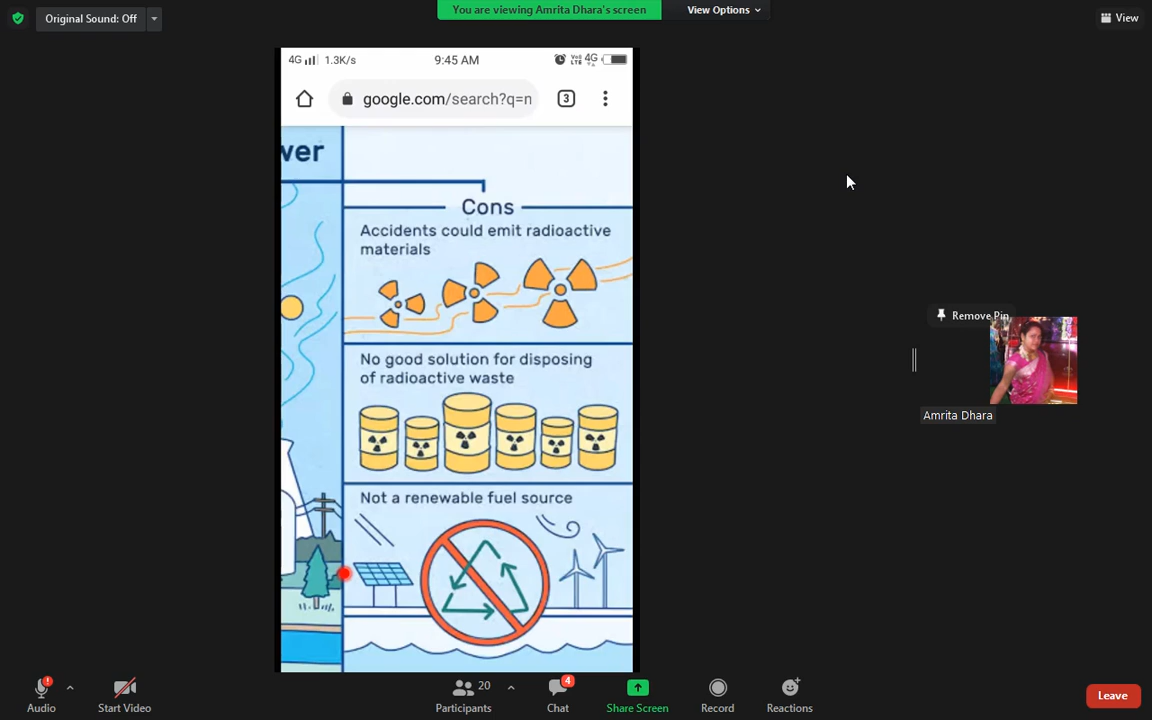 Original Sound: Off
You are viewing Amrita Dhara's screen
View Options
View
4G 1.3K/s
9:45 AM
4G
google.com/search?q=n
3
wer
Cons
Accidents could emit radioactive
materials
No good solution for disposing
of radioactive waste
Not a renewable fuel source
Remove Pin
Amrita Dhara
Audio
Start Video
20
Participants
4
Chat
Share Screen
Record
Reactions
Leave